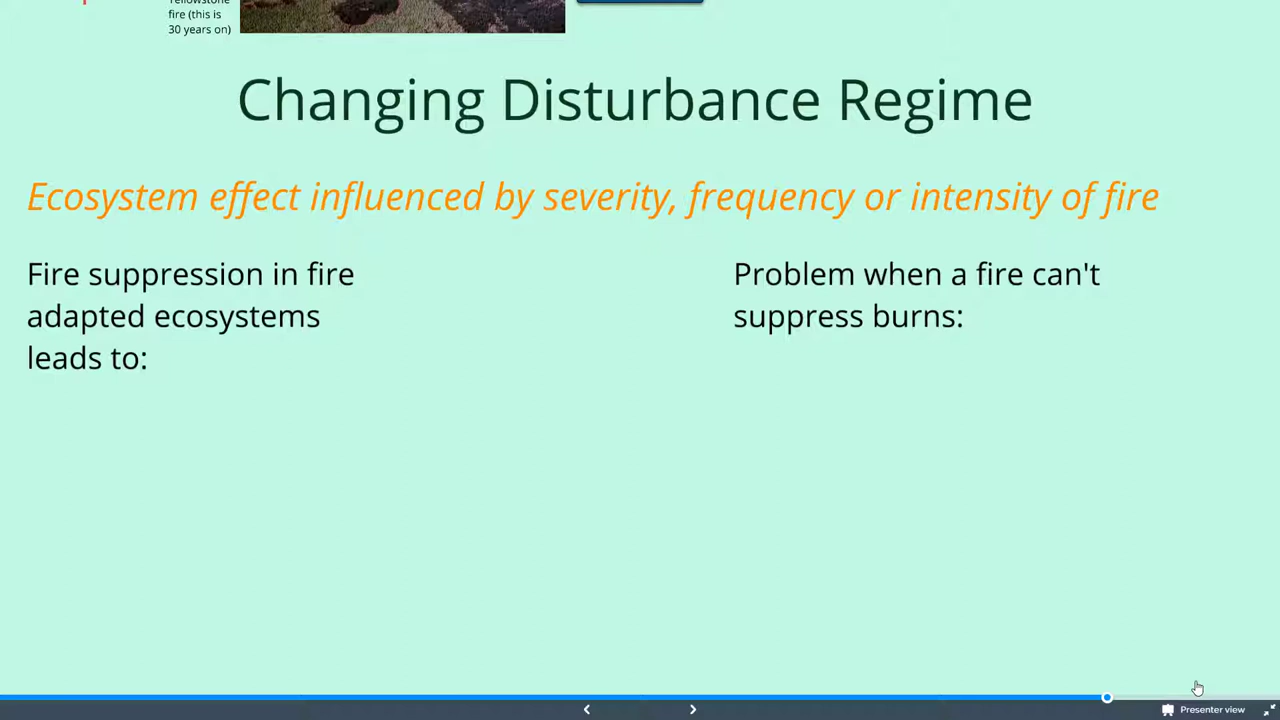 Yellowstone
fire (this is
30 years on)
Changing Disturbance Regime
Ecosystem effect influenced by severity, frequency or intensity of fire
Fire suppression in fire
adapted ecosystems
leads to:
Problem when a fire can't
suppress burns:
Presenter view